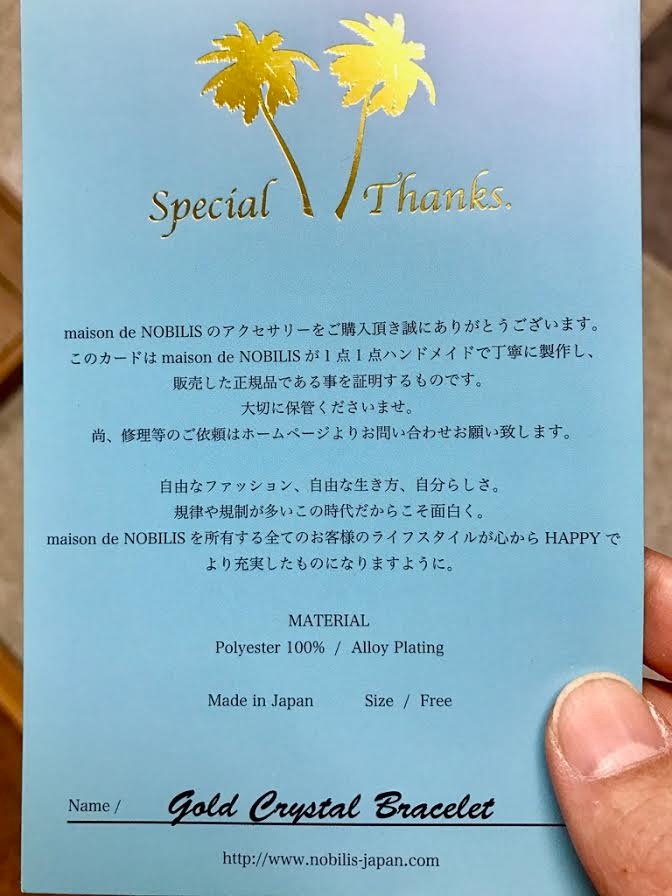 Special Thanks.
maison de NOBILIS のアクセサリーをご購入頂き誠にありがとうございます。
このカードは maison de NOBILIS が 1 点 1 点ハンドメイドで丁寧に製作し、
販売した正規品である事を証明するものです。
大切に保管くださいませ。
尚、修理等のご依頼はホームページよりお問い合わせお願い致します。
自由なファッション、自由な生き方、自分らしさ。
規律や規制が多いこの時代だからこそ面白く。
maison de NOBILIS を所有する全てのお客様のライフスタイルが心から HAPPY で
より充実したものになりますように。
MATERIAL
Polyester 100% / Alloy Plating
Made in Japan Size / Free
Name / Gold Crystal Bracelet
http://www.nobilis-japan.com